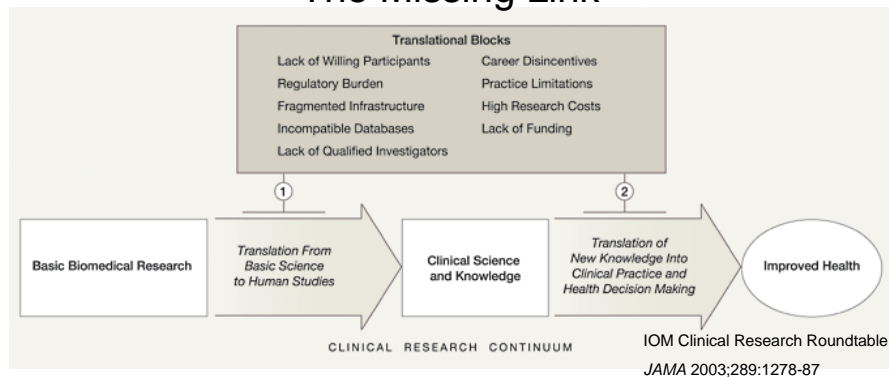 The Missing Link
Translational Blocks
Lack of Willing Participants
Regulatory Burden
Fragmented Infrastructure
Incompatible Databases
Lack of Qualified Investigators
Career Disincentives
Practice Limitations
High Research Costs
Lack of Funding
1
2
Basic Biomedical Research
Translation From
Basic Science
to Human Studies
Clinical Science
and Knowledge
Translation of
New Knowledge Into
Clinical Practice and
Health Decision Making
Improved Health
CLINICAL RESEARCH CONTINUUM
IOM Clinical Research Roundtable
JAMA 2003;289:1278-87